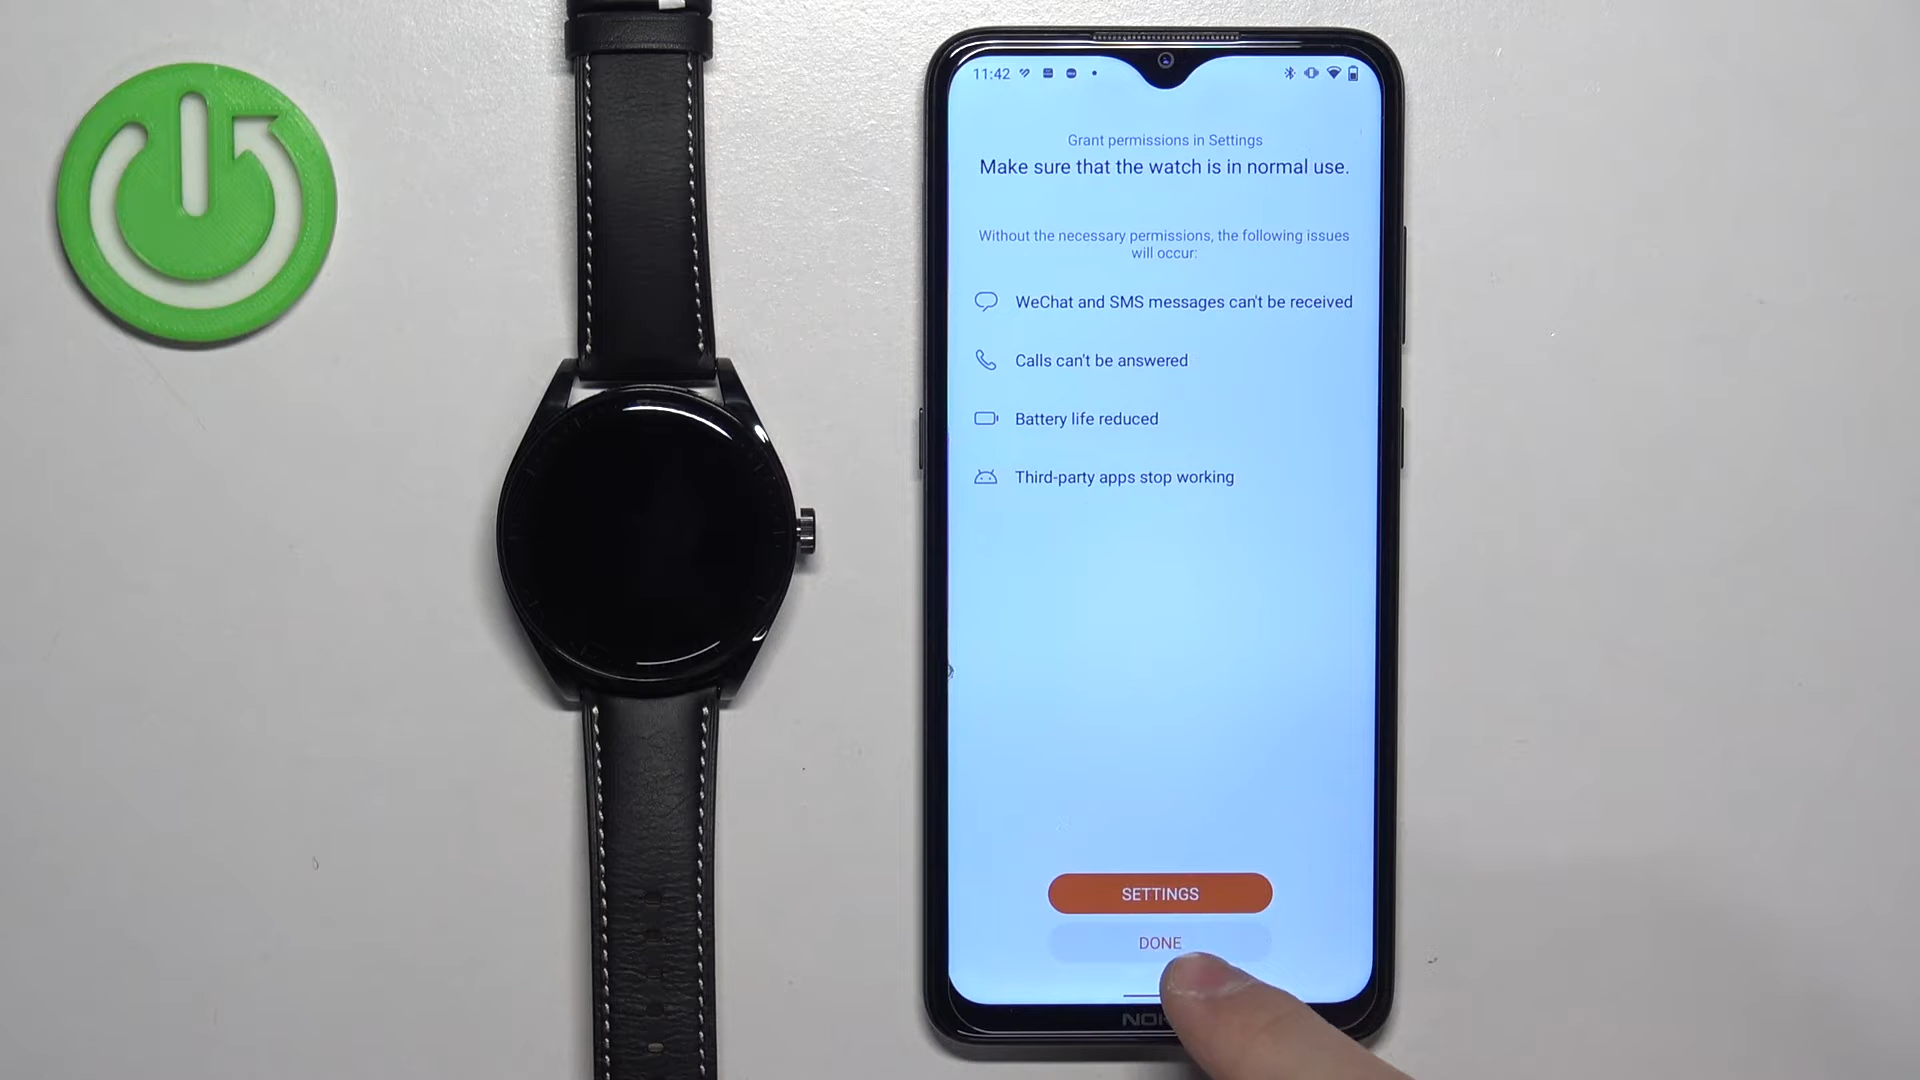 11:42
Grant permissions in Settings
Make sure that the watch is in normal use.
Without the necessary permissions, the following issues
will occur:
WeChat and SMS messages can't be received
Calls can't be answered
Battery life reduced
Third-party apps stop working
SETTINGS
DONE